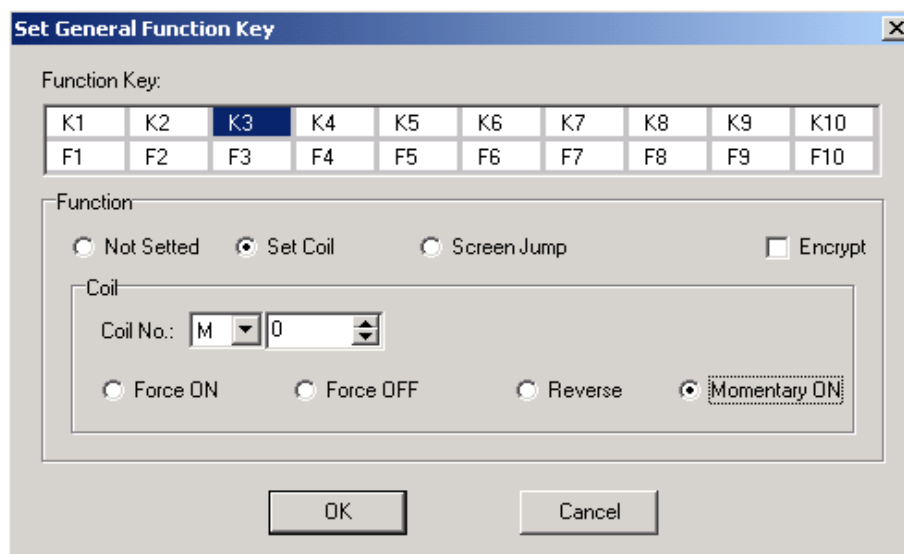 Set General Function Key
Function Key:
K1 K2 K3 K4 K5 K6 K7 K8 K9 K10
F1 F2 F3 F4 F5 F6 F7 F8 F9 F10
Function
Not Setted Set Coil Screen Jump Encrypt
Coil
Coil No.: M 0
Force ON Force OFF Reverse Momentary ON
OK Cancel